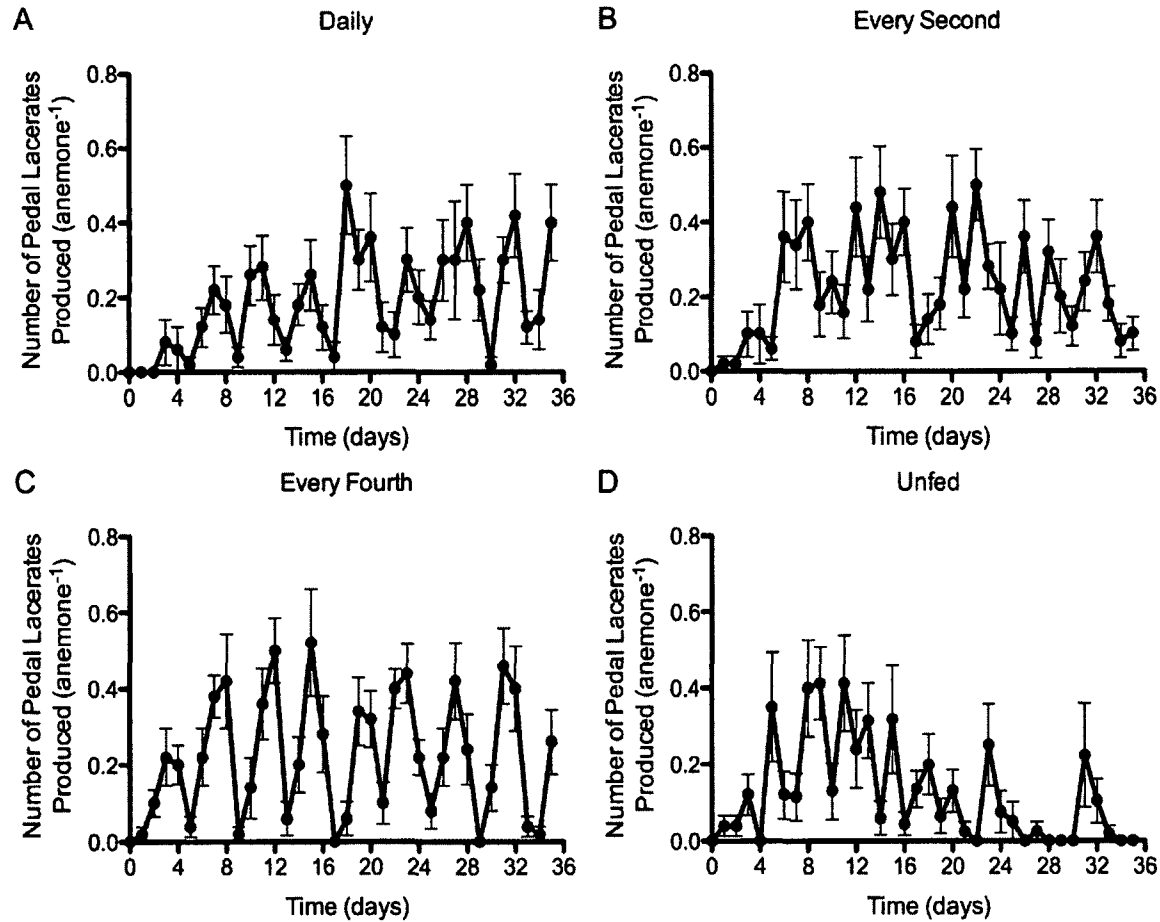 A
Daily
Number of Pedal Lacerates
Produced (anemone-1)
0.8
0.6
0.4
0.2
0.0
0 4 8 12 16 20 24 28 32 36
Time (days)
B
Every Second
Number of Pedal Lacerates
Produced (anemone-1)
0.8
0.6
0.4
0.2
0.0
0 4 8 12 16 20 24 28 32 36
Time (days)
C
Every Fourth
Number of Pedal Lacerates
Produced (anemone-1)
0.8
0.6
0.4
0.2
0.0
0 4 8 12 16 20 24 28 32 36
Time (days)
D
Unfed
Number of Pedal Lacerates
Produced (anemone-1)
0.8
0.6
0.4
0.2
0.0
0 4 8 12 16 20 24 28 32 36
Time (days)